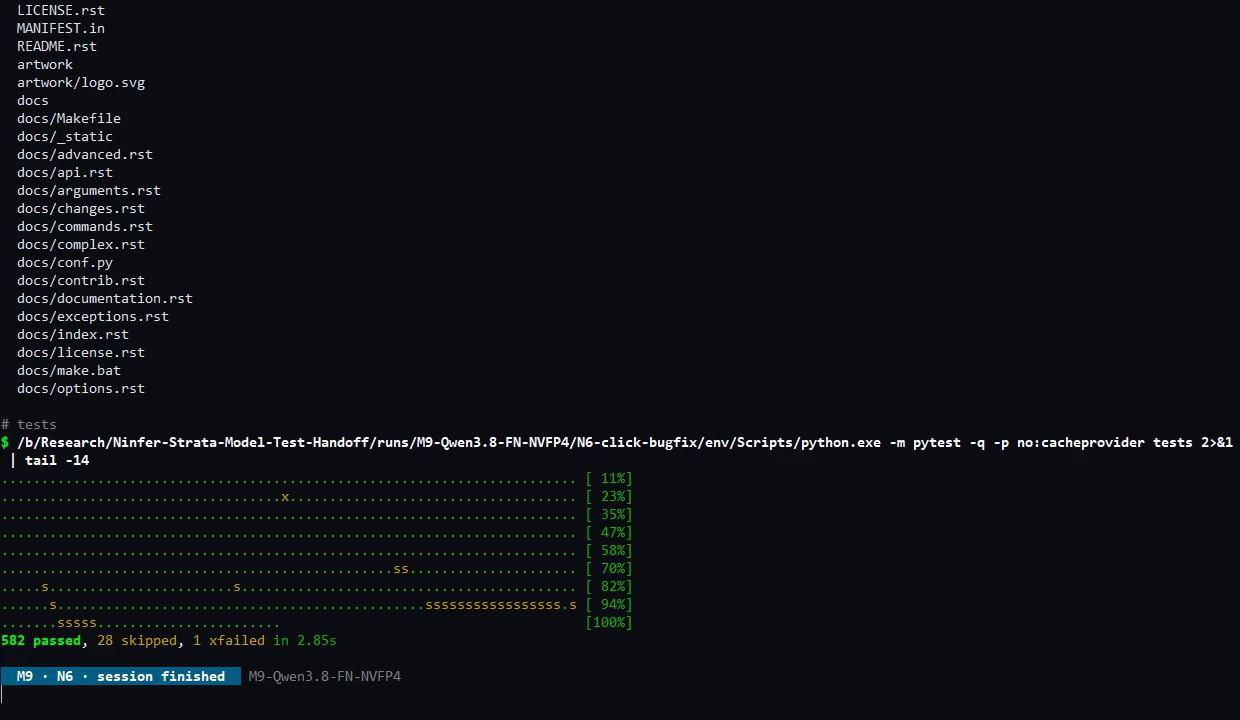 LICENSE.rst
MANIFEST.in
README.rst
artwork
artwork/logo.svg
docs
docs/Makefile
docs/_static
docs/advanced.rst
docs/api.rst
docs/arguments.rst
docs/changes.rst
docs/commands.rst
docs/complex.rst
docs/conf.py
docs/contrib.rst
docs/documentation.rst
docs/exceptions.rst
docs/index.rst
docs/license.rst
docs/make.bat
docs/options.rst
# tests
$ /b/Research/Ninfer-Strata-Model-Test-Handoff/runs/M9-Qwen3.8-FN-NVFP4/N6-click-bugfix/env/Scripts/python.exe -m pytest -q -p no:cacheprovider tests 2>&1
| tail -14
........................................................................ [ 11%]
...................................x.................................... [ 23%]
........................................................................ [ 35%]
........................................................................ [ 47%]
........................................................................ [ 58%]
.................................................ss..................... [ 70%]
.....s.......................s.......................................... [ 82%]
......s..............................................sssssssssssssssss.s [ 94%]
.......sssss....................... [100%]
582 passed, 28 skipped, 1 xfailed in 2.85s
M9 · N6 · session finished M9-Qwen3.8-FN-NVFP4